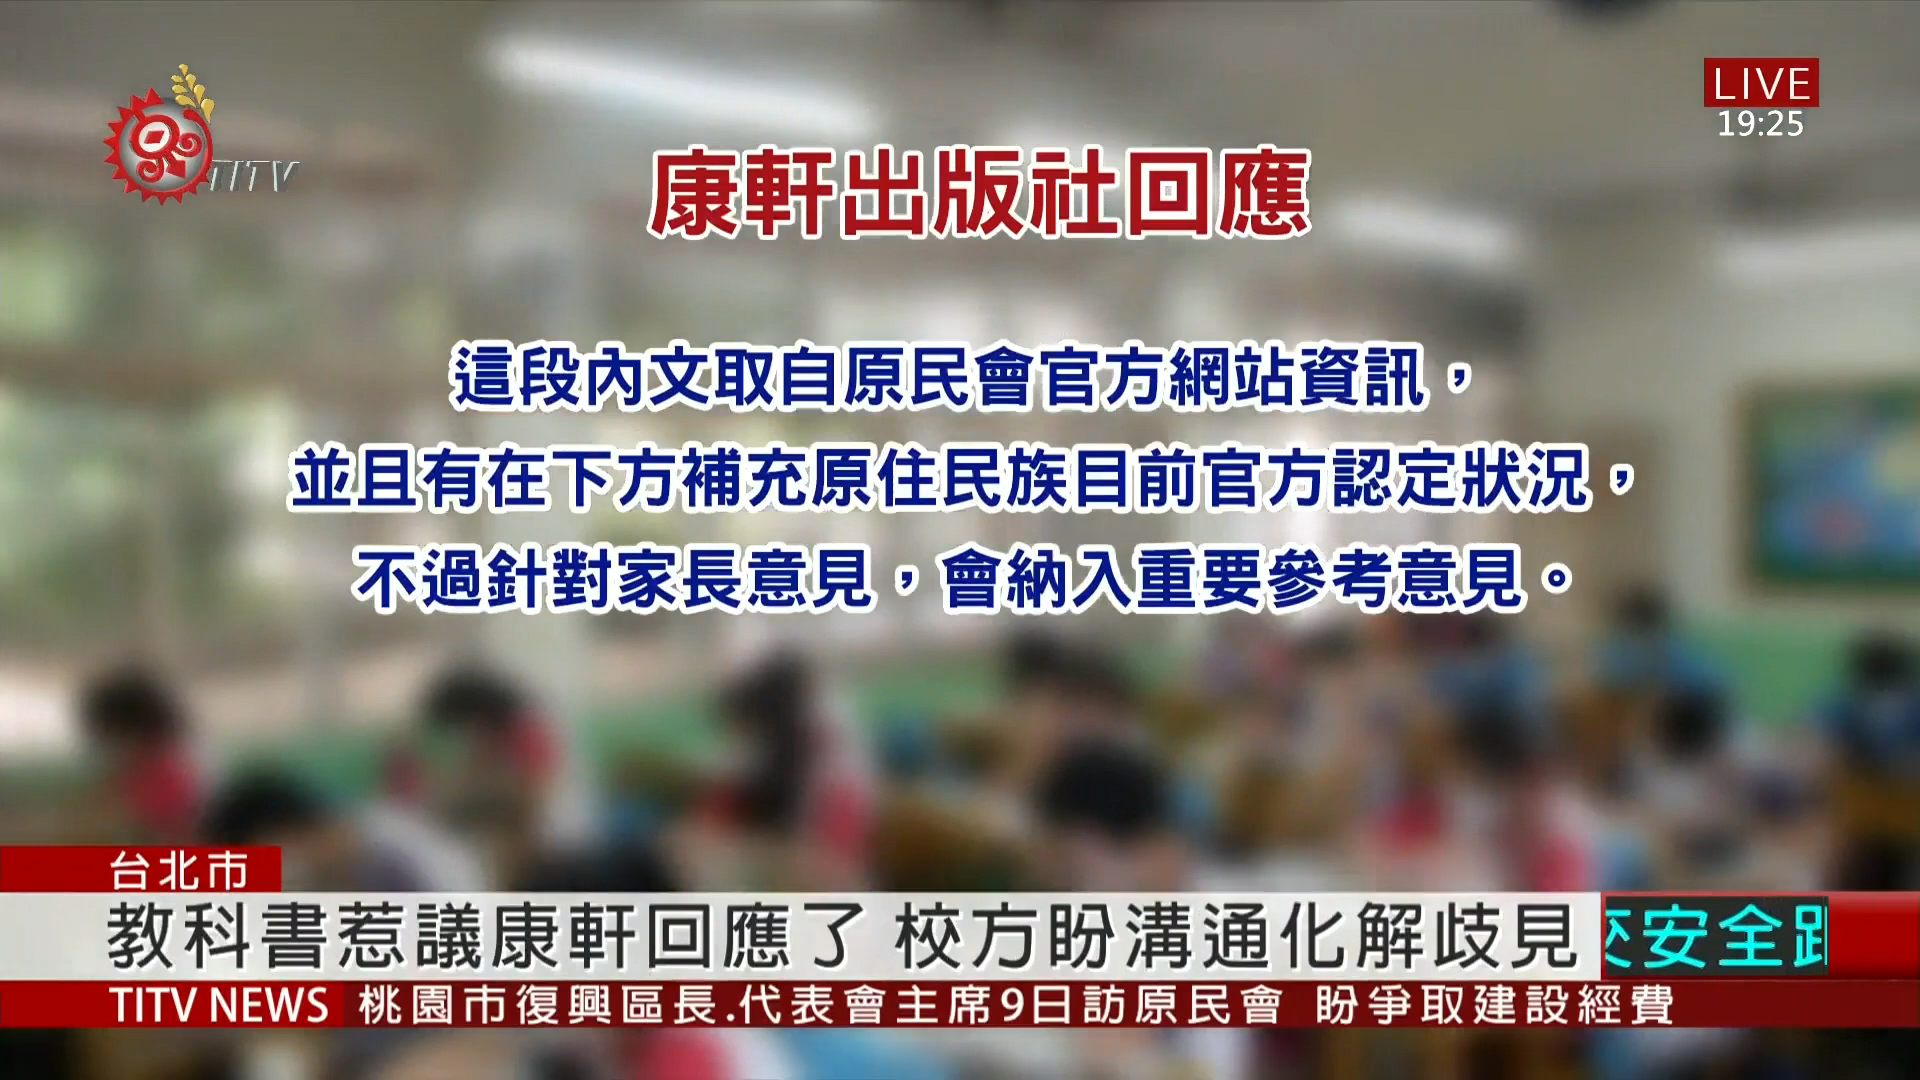 TITV
LIVE
19:25
康軒出版社回應
這段內文取自原民會官方網站資訊，
並且有在下方補充原住民族目前官方認定狀況，
不過針對家長意見，會納入重要參考意見。
台北市
教科書惹議康軒回應了 校方盼溝通化解歧見
安全
TITV NEWS 桃園市復興區長.代表會主席9日訪原民會 盼爭取建設經費